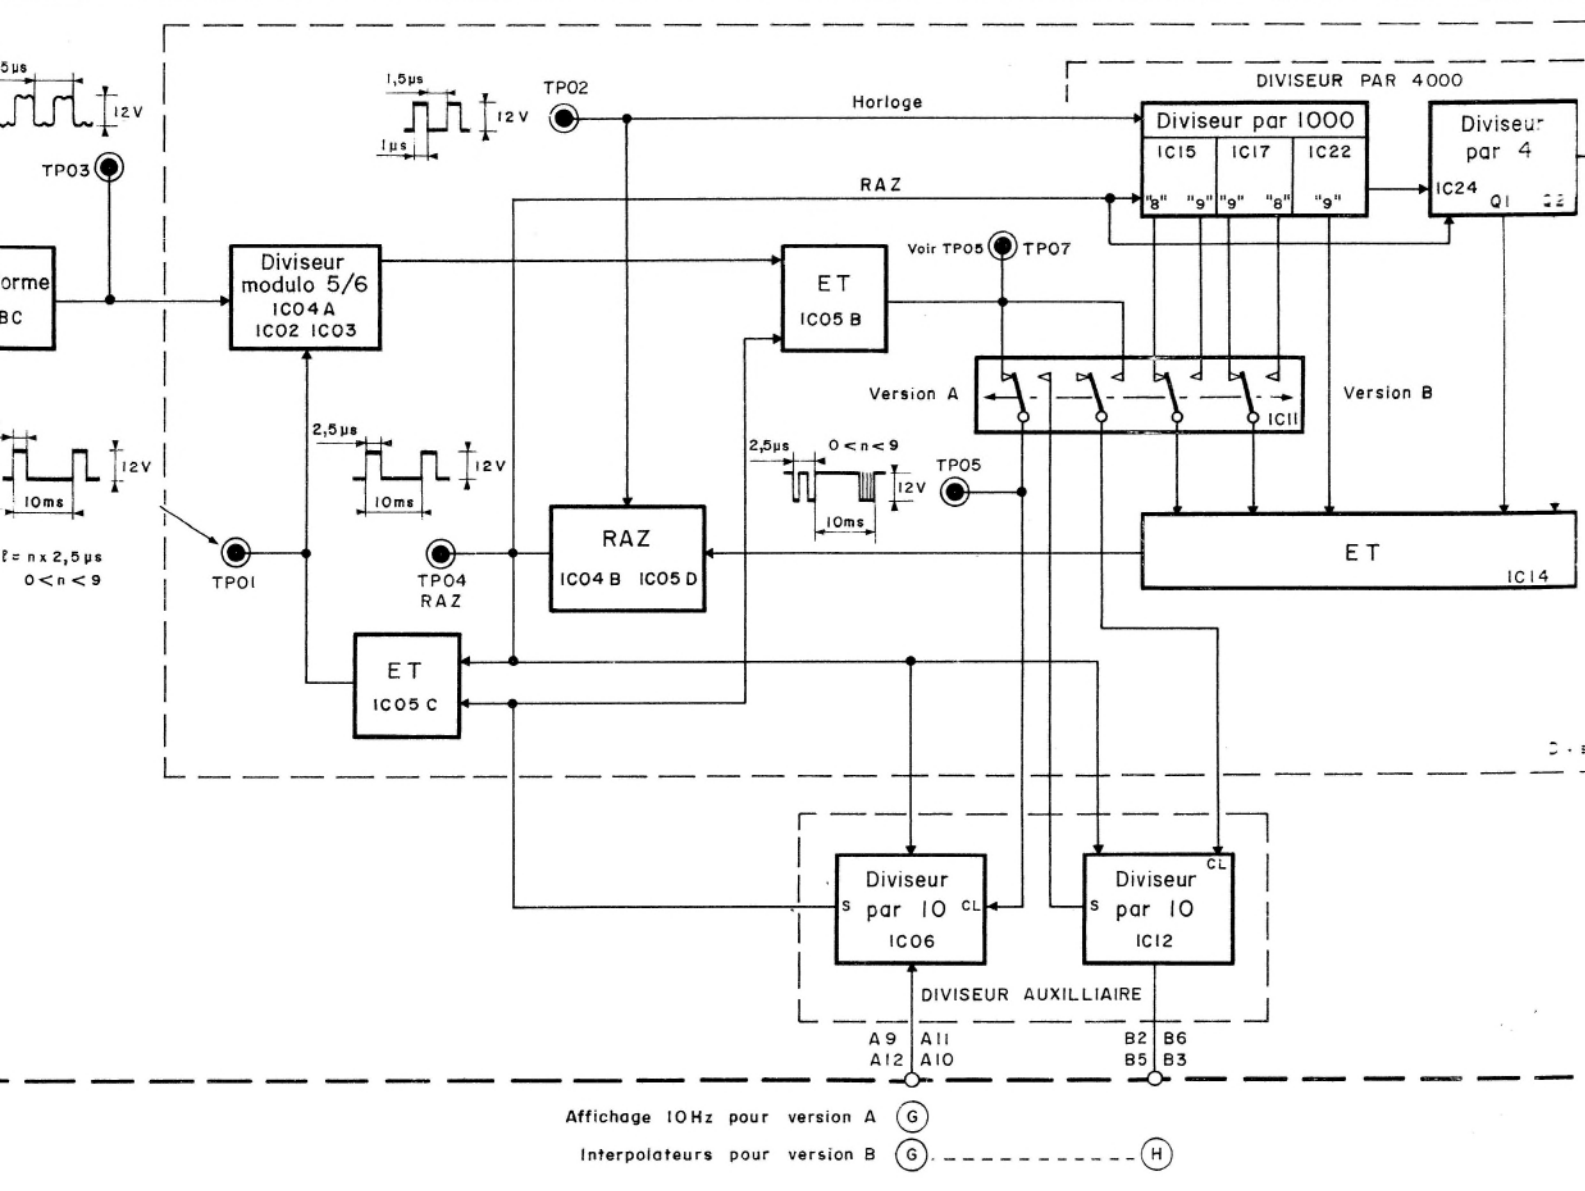 5µs
12V
TP03
orme
BC
10ms
12V
ℓ = n x 2,5µs
0<n<9
1,5µs
12V
1µs
TP02
Horloge
RAZ
DIVISEUR PAR 4000
Diviseur par 1000
IC15 IC17 IC22
"8" "9" "9" "8" "9"
Diviseur
par 4
IC24
Q1 Q2
Diviseur
modulo 5/6
IC04A
IC02 IC03
ET
IC05 B
Voir TP05
TP07
Version A
Version B
IC11
2,5µs
12V
10ms
2,5µs 0<n<9
12V
10ms
TP05
TP01
TP04
RAZ
RAZ
IC04 B IC05 D
ET
IC14
ET
IC05 C
Diviseur
par 10
S CL
IC06
CL
Diviseur
par 10
S
IC12
DIVISEUR AUXILLIAIRE
A9 A11
A12 A10
B2 B6
B5 B3
Affichage 10Hz pour version A G
Interpolateurs pour version B G H